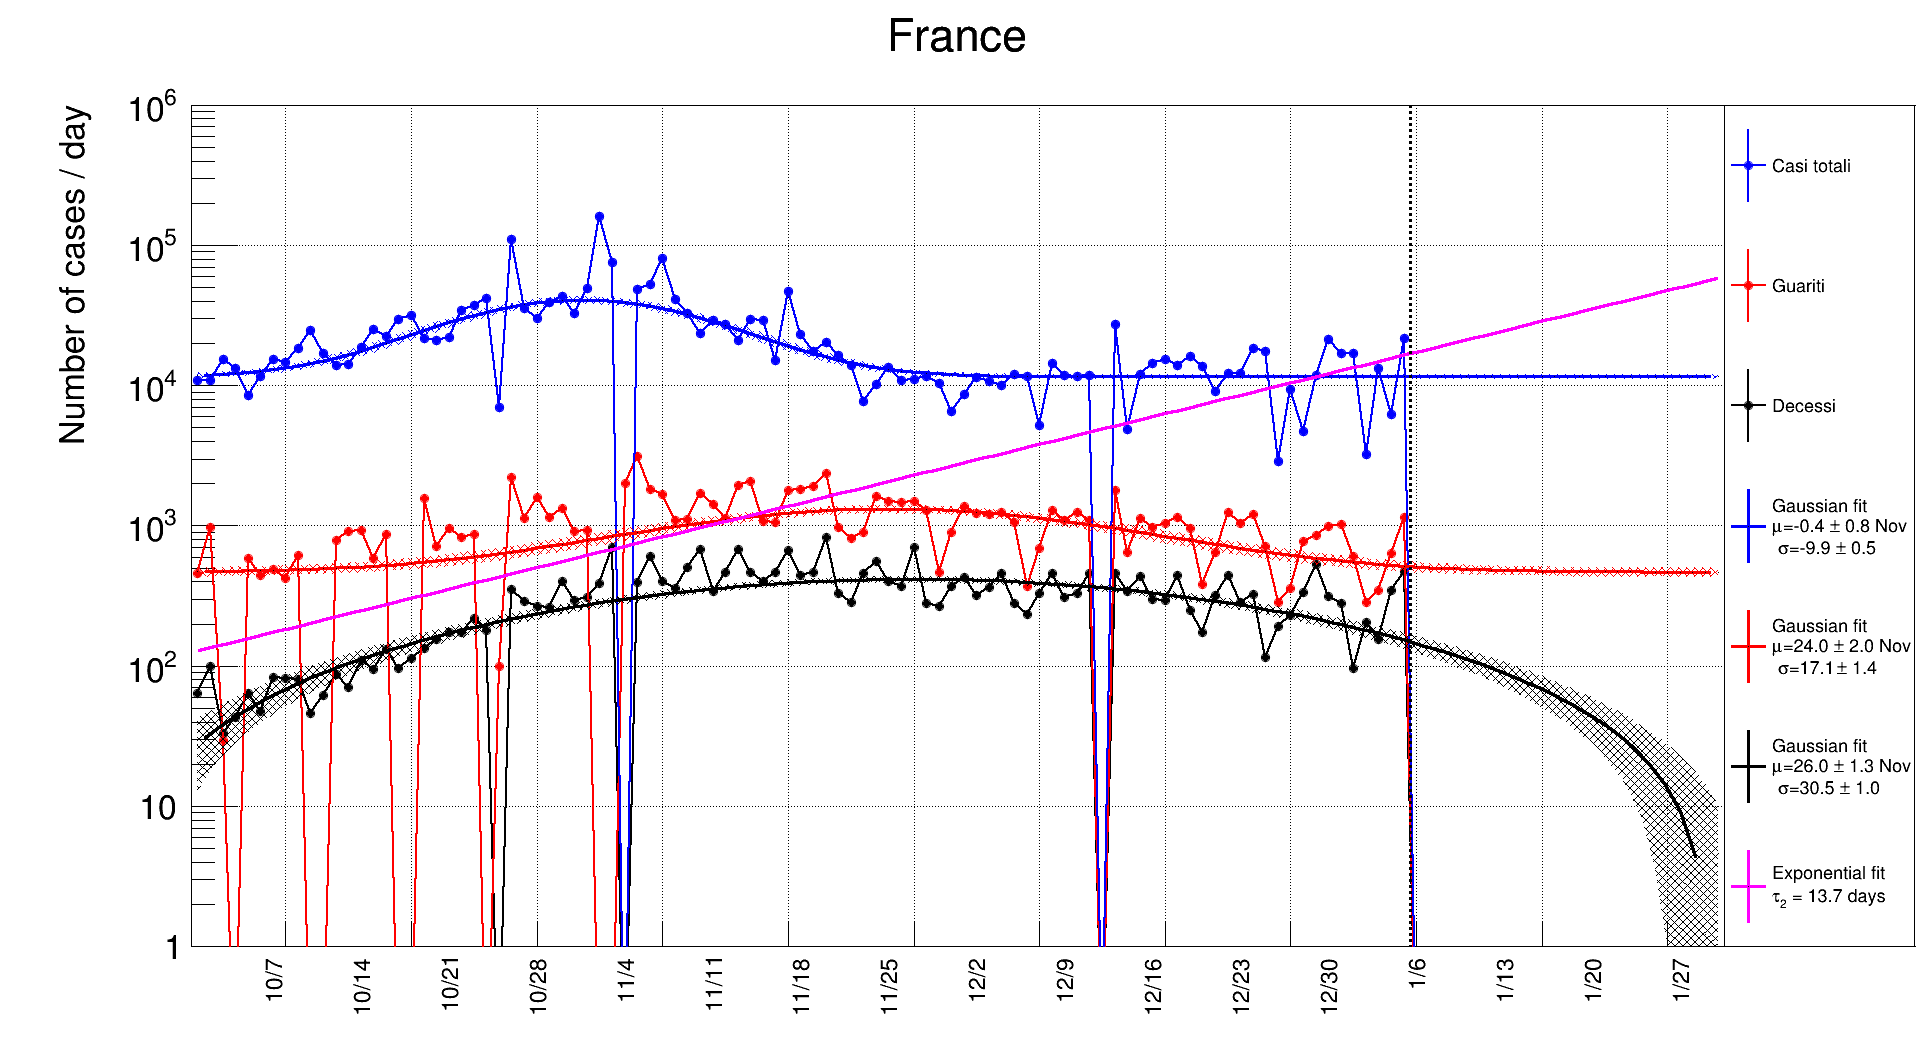 France
Number of cases / day
10^6
10^5
10^4
10^3
10^2
10
1
10/7
10/14
10/21
10/28
11/4
11/11
11/18
11/25
12/2
12/9
12/16
12/23
12/30
1/6
1/13
1/20
1/27
Casi totali
Guariti
Decessi
Gaussian fit
μ=-0.4 ± 0.8 Nov
σ=-9.9 ± 0.5
Gaussian fit
μ=24.0 ± 2.0 Nov
σ=17.1 ± 1.4
Gaussian fit
μ=26.0 ± 1.3 Nov
σ=30.5 ± 1.0
Exponential fit
τ₂ = 13.7 days